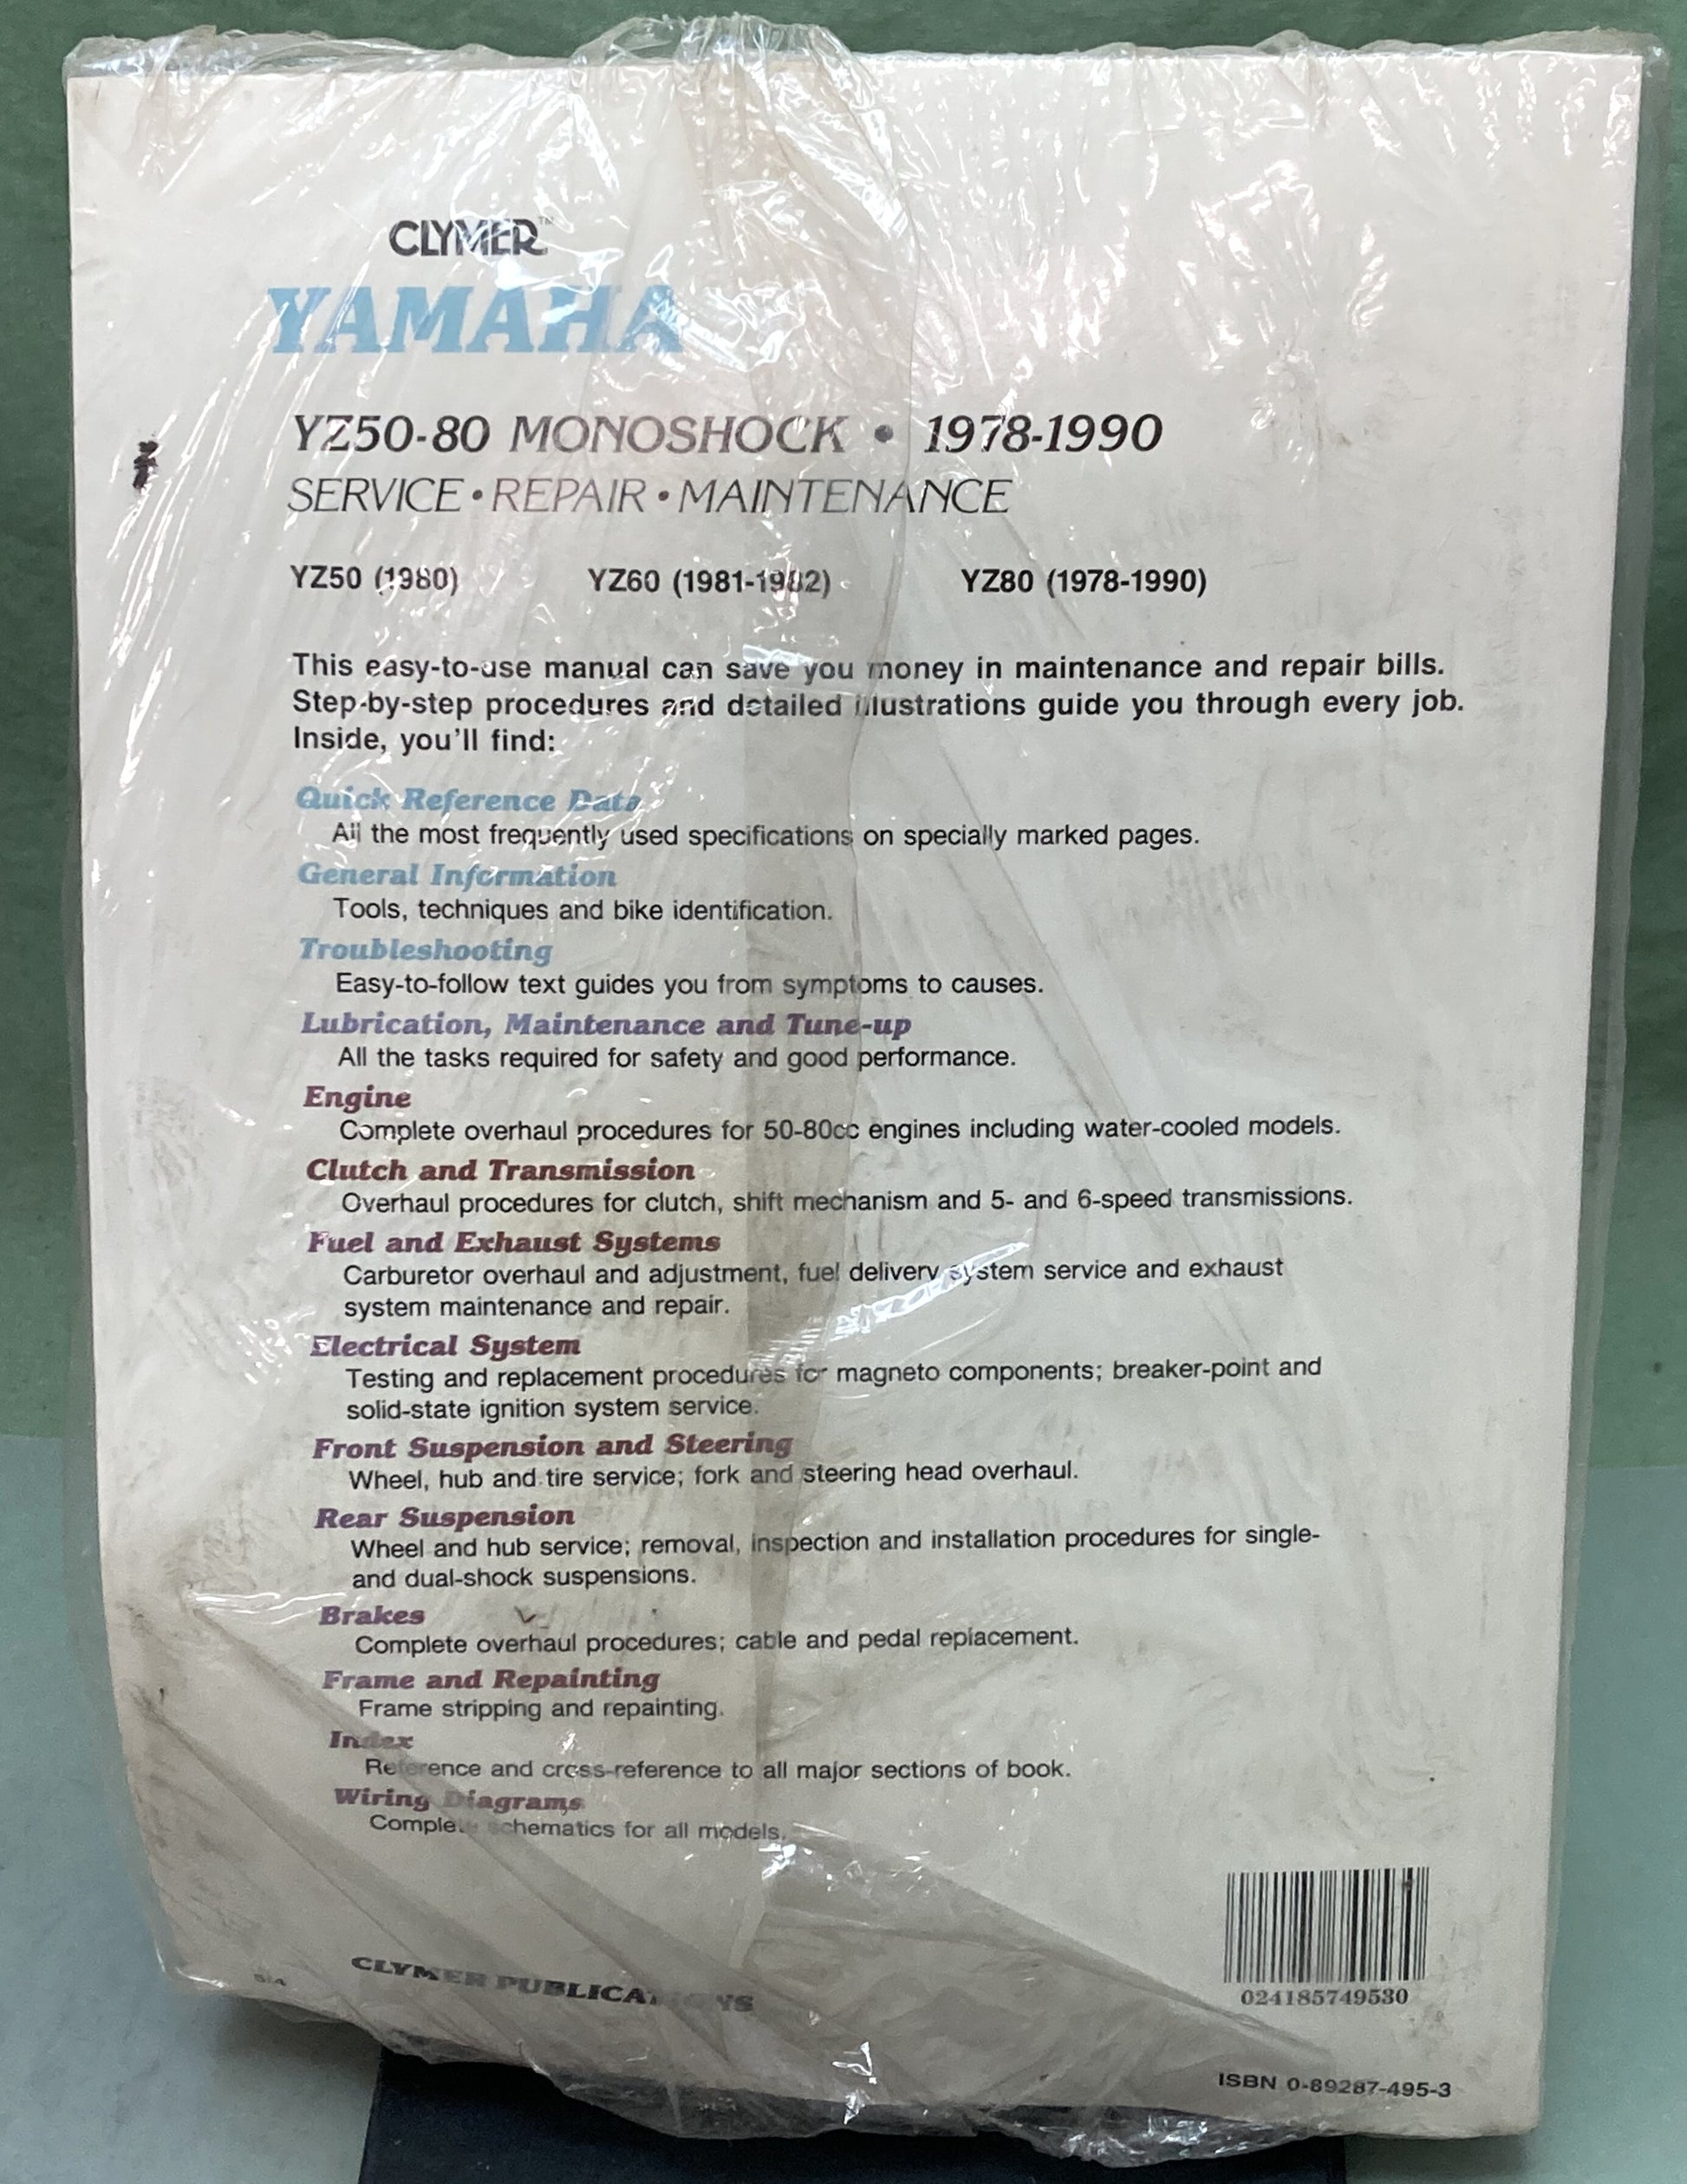 CLYMER™
YAMAHA
YZ50-80 MONOSHOCK • 1978-1990
SERVICE • REPAIR • MAINTENANCE
YZ50 (1980) YZ60 (1981-1982) YZ80 (1978-1990)
This easy-to-use manual can save you money in maintenance and repair bills.
Step-by-step procedures and detailed illustrations guide you through every job.
Inside, you'll find:
Quick Reference Data
All the most frequently used specifications on specially marked pages.
General Information
Tools, techniques and bike identification.
Troubleshooting
Easy-to-follow text guides you from symptoms to causes.
Lubrication, Maintenance and Tune-up
All the tasks required for safety and good performance.
Engine
Complete overhaul procedures for 50-80cc engines including water-cooled models.
Clutch and Transmission
Overhaul procedures for clutch, shift mechanism and 5- and 6-speed transmissions.
Fuel and Exhaust Systems
Carburetor overhaul and adjustment, fuel delivery system service and exhaust
system maintenance and repair.
Electrical System
Testing and replacement procedures for magneto components; breaker-point and
solid-state ignition system service.
Front Suspension and Steering
Wheel, hub and tire service; fork and steering head overhaul.
Rear Suspension
Wheel and hub service; removal, inspection and installation procedures for single-
and dual-shock suspensions.
Brakes
Complete overhaul procedures; cable and pedal replacement.
Frame and Repainting
Frame stripping and repainting.
Index
Reference and cross-reference to all major sections of book.
Wiring Diagrams
Complete schematics for all models.
CLYMER PUBLICATIONS
024185749530
ISBN 0-89287-495-3